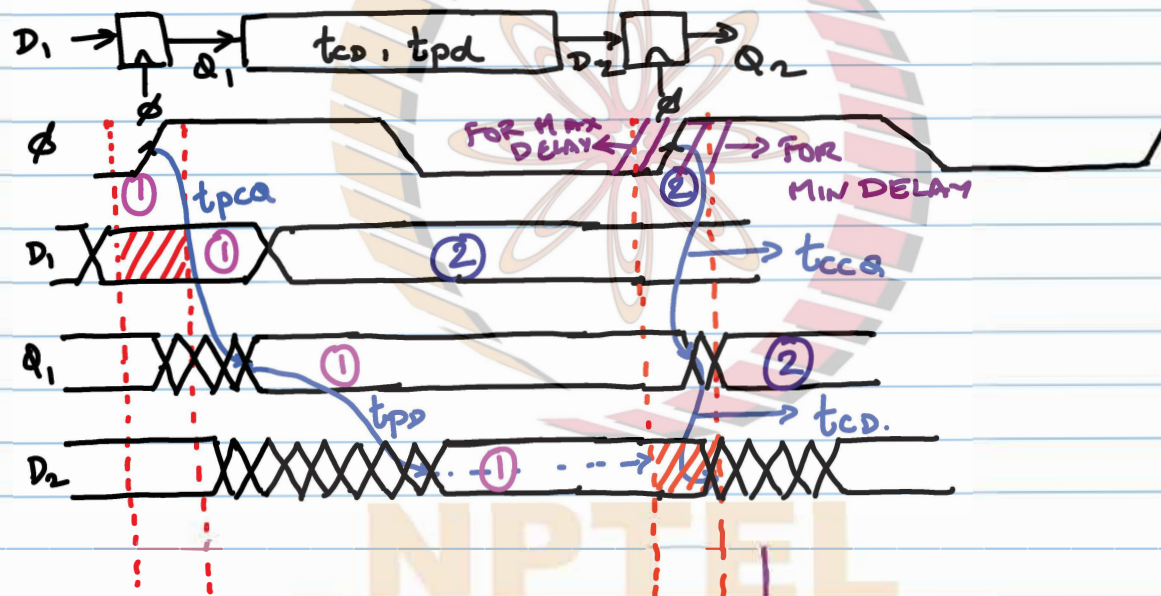 D1 Q1 tCD, tpd D2 Q2
ϕ ϕ
ϕ FOR MAX DELAY FOR MIN DELAY
① tpcq ②
D1 ① ② tccq
Q1 ① ②
tPD tCD.
D2 ①
NPTEL